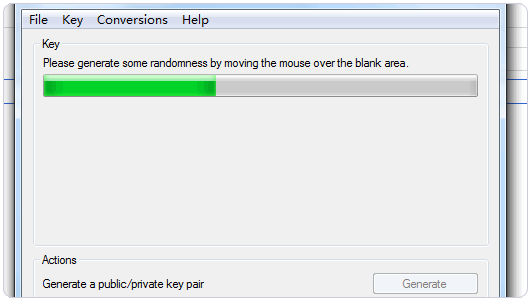 File Key Conversions Help
Key
Please generate some randomness by moving the mouse over the blank area.
Actions
Generate a public/private key pair Generate